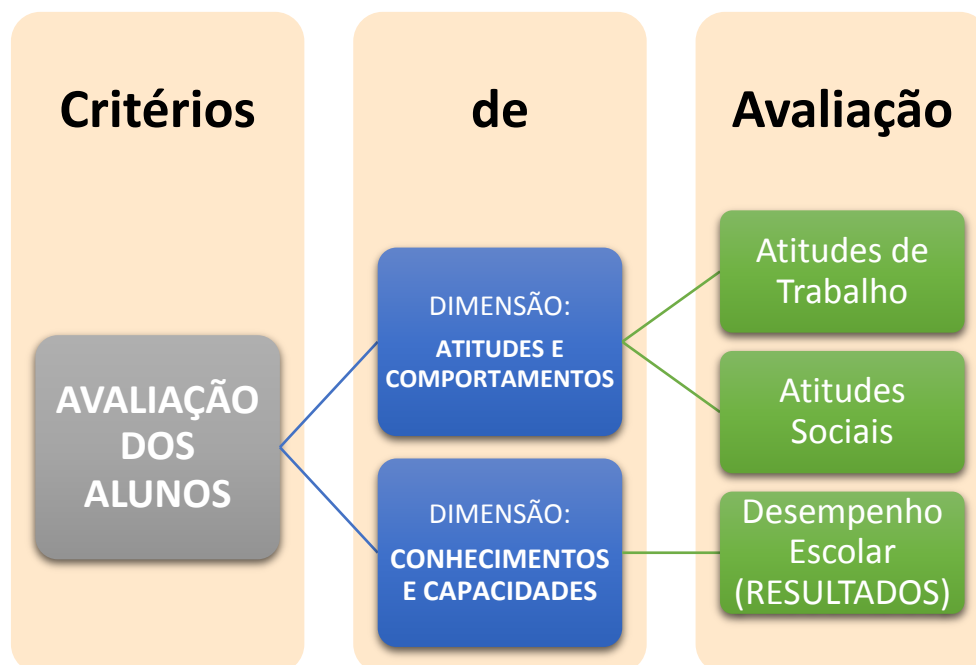 Critérios de Avaliação
AVALIAÇÃO
DOS
ALUNOS
DIMENSÃO:
ATITUDES E
COMPORTAMENTOS
DIMENSÃO:
CONHECIMENTOS
E CAPACIDADES
Atitudes de
Trabalho
Atitudes
Sociais
Desempenho
Escolar
(RESULTADOS)